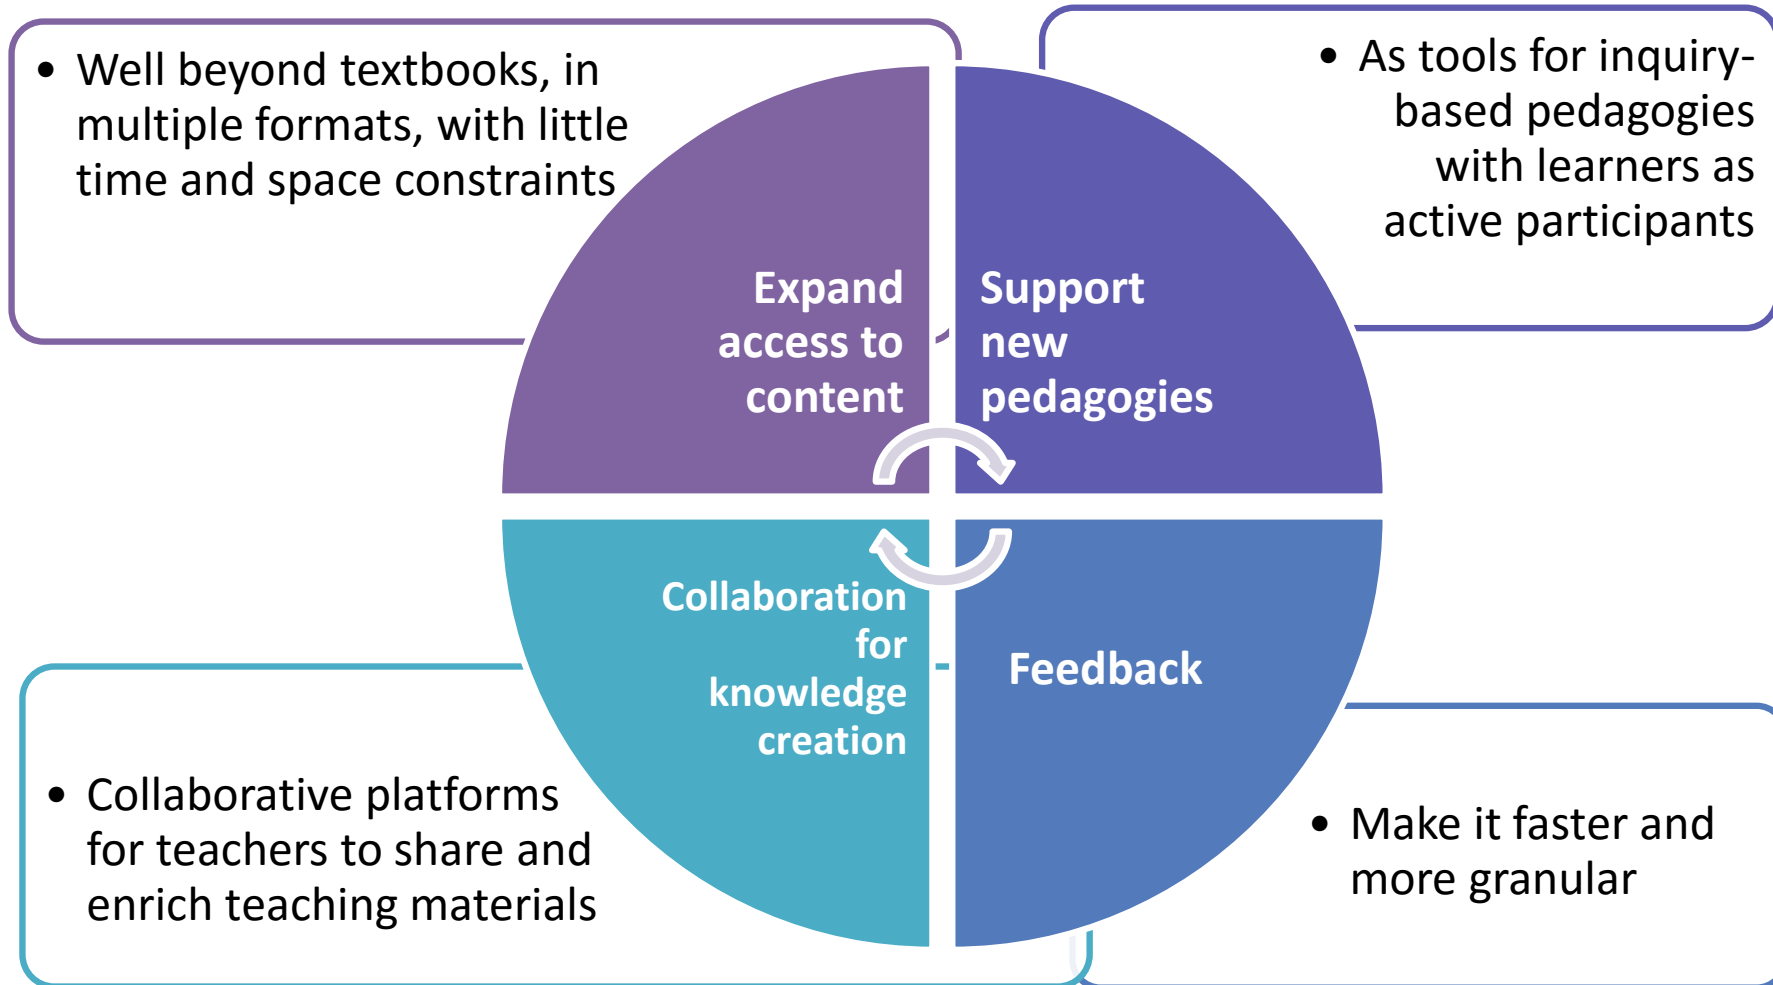 • Well beyond textbooks, in
multiple formats, with little
time and space constraints
• As tools for inquiry-
based pedagogies
with learners as
active participants
Expand
access to
content
Support
new
pedagogies
Collaboration
for
knowledge
creation
Feedback
• Collaborative platforms
for teachers to share and
enrich teaching materials
• Make it faster and
more granular